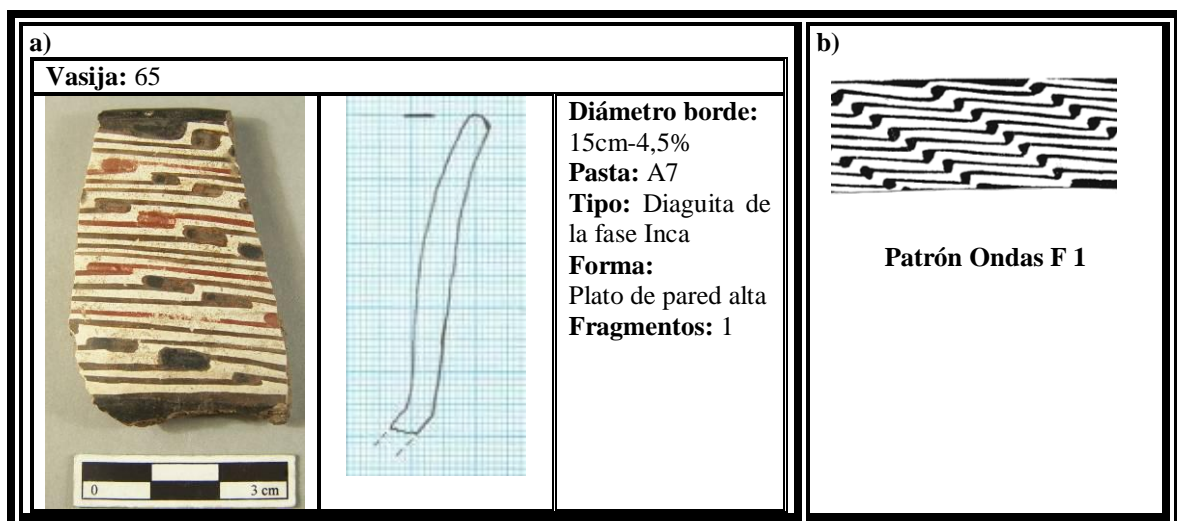 a)
Vasija: 65
Diámetro borde:
15cm-4,5%
Pasta: A7
Tipo: Diaguita de
la fase Inca
Forma:
Plato de pared alta
Fragmentos: 1
0 3 cm
b)
Patrón Ondas F 1